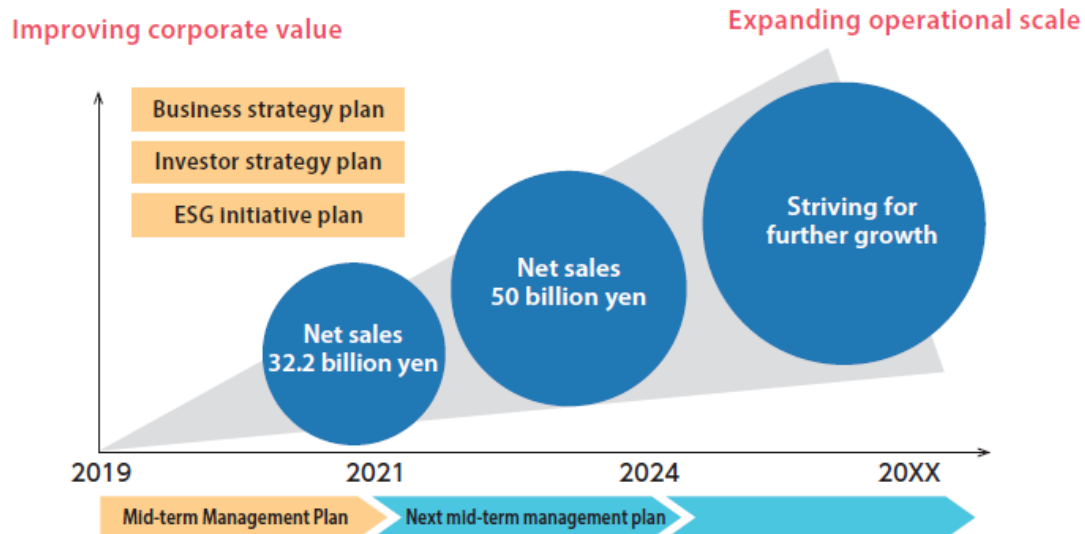 Improving corporate value
Expanding operational scale
Business strategy plan
Investor strategy plan
ESG initiative plan
Net sales
32.2 billion yen
Net sales
50 billion yen
Striving for
further growth
2019
2021
2024
20XX
Mid-term Management Plan
Next mid-term management plan